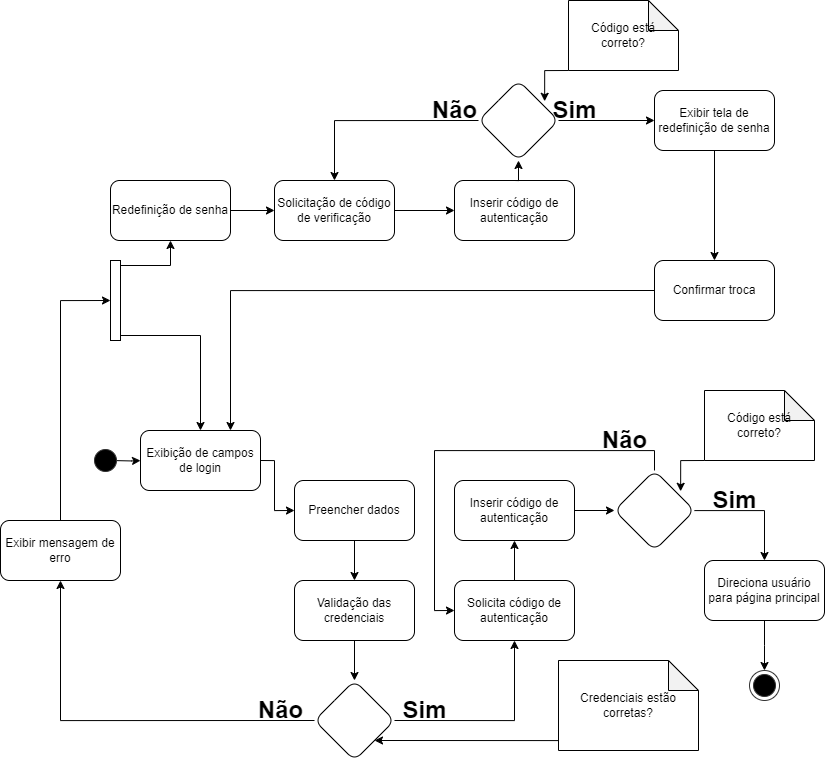 Código está
correto?
Não
Sim
Exibir tela de
redefinição de senha
Redefinição de senha
Solicitação de código
de verificação
Inserir código de
autenticação
Confirmar troca
Código está
correto?
Exibição de campos
de login
Não
Preencher dados
Inserir código de
autenticação
Sim
Exibir mensagem de
erro
Validação das
credenciais
Solicita código de
autenticação
Direciona usuário
para página principal
Credenciais estão
corretas?
Não
Sim